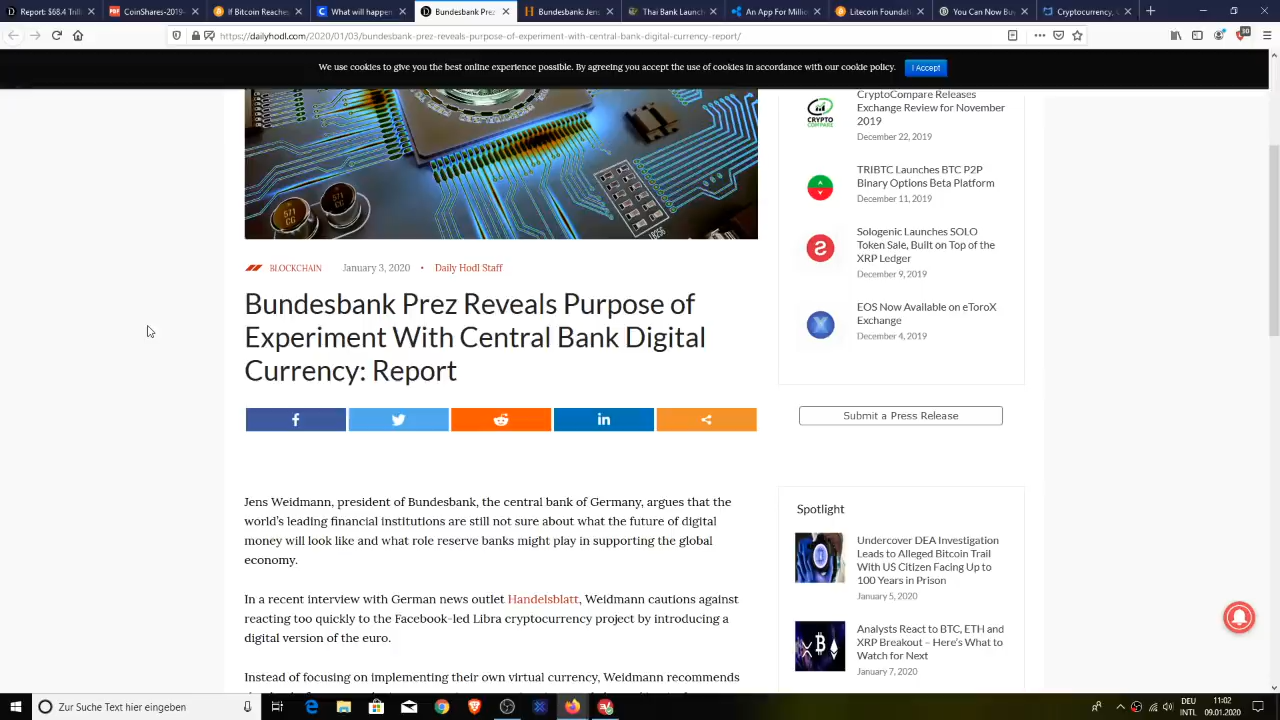 Report: $68.4 Trill
CoinShares-2019-
If Bitcoin Reaches
What will happen
Bundesbank Prez
Bundesbank: Jens
Thai Bank Launch
An App For Million
Litecoin Foundati
You Can Now Bu
Cryptocurrency,
https://dailyhodl.com/2020/01/03/bundesbank-prez-reveals-purpose-of-experiment-with-central-bank-digital-currency-report/
30
We use cookies to give you the best online experience possible. By agreeing you accept the use of cookies in accordance with our cookie policy.
I Accept
571
CG
571
CG
BLOCKCHAIN
January 3, 2020 • Daily Hodl Staff
Bundesbank Prez Reveals Purpose of
Experiment With Central Bank Digital
Currency: Report
Jens Weidmann, president of Bundesbank, the central bank of Germany, argues that the
world's leading financial institutions are still not sure about what the future of digital
money will look like and what role reserve banks might play in supporting the global
economy.
In a recent interview with German news outlet Handelsblatt, Weidmann cautions against
reacting too quickly to the Facebook-led Libra cryptocurrency project by introducing a
digital version of the euro.
Instead of focusing on implementing their own virtual currency, Weidmann recommends
CRYPTO
COMPARE
CryptoCompare Releases
Exchange Review for November
2019
December 22, 2019
TRIBTC Launches BTC P2P
Binary Options Beta Platform
December 11, 2019
Sologenic Launches SOLO
Token Sale, Built on Top of the
XRP Ledger
December 9, 2019
EOS Now Available on eToroX
Exchange
December 4, 2019
Submit a Press Release
Spotlight
Undercover DEA Investigation
Leads to Alleged Bitcoin Trail
With US Citizen Facing Up to
100 Years in Prison
January 5, 2020
Analysts React to BTC, ETH and
XRP Breakout – Here's What to
Watch for Next
January 7, 2020
Zur Suche Text hier eingeben
DEU
INTL
11:02
09.01.2020